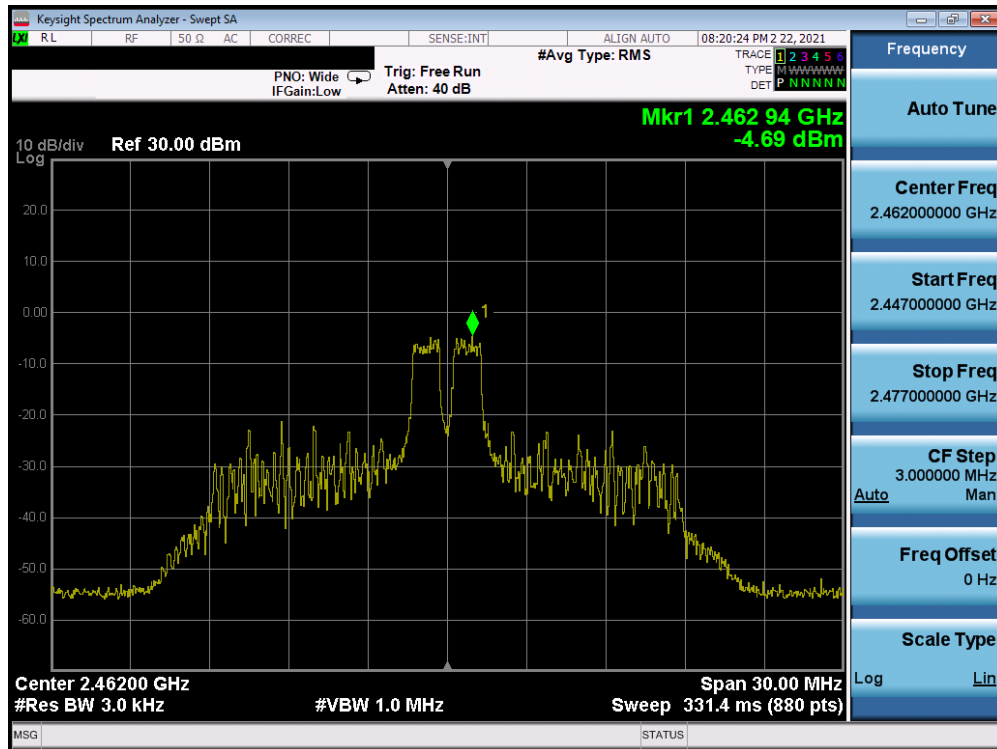 Keysight Spectrum Analyzer - Swept SA
LXI RL RF 50 Ω AC CORREC SENSE:INT ALIGN AUTO 08:20:24 PM 2 22, 2021
Frequency
#Avg Type: RMS TRACE 1 2 3 4 5 6
PNO: Wide Trig: Free Run TYPE M W W W W W
IFGain:Low Atten: 40 dB DET P N N N N N
Auto Tune
Mkr1 2.462 94 GHz
-4.69 dBm
10 dB/div Ref 30.00 dBm
Log
Center Freq
2.462000000 GHz
20.0
10.0
Start Freq
2.447000000 GHz
0.00
1
-10.0
Stop Freq
2.477000000 GHz
-20.0
-30.0
CF Step
3.000000 MHz
Auto Man
-40.0
-50.0
Freq Offset
0 Hz
-60.0
Scale Type
Log Lin
Center 2.46200 GHz Span 30.00 MHz
#Res BW 3.0 kHz #VBW 1.0 MHz Sweep 331.4 ms (880 pts)
MSG STATUS